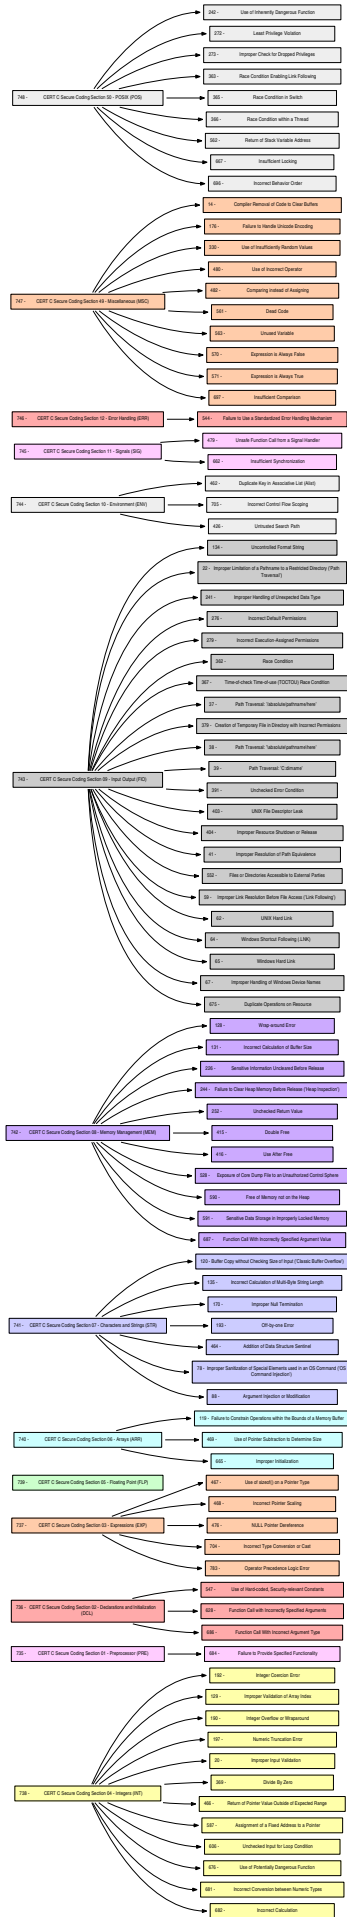 242 - Use of Inherently Dangerous Function
272 - Least Privilege Violation
273 - Improper Check for Dropped Privileges
363 - Race Condition Enabling Link Following
748 - CERT C Secure Coding Section 50 - POSIX (POS)
365 - Race Condition in Switch
366 - Race Condition within a Thread
562 - Return of Stack Variable Address
667 - Insufficient Locking
696 - Incorrect Behavior Order
14 - Compiler Removal of Code to Clear Buffers
176 - Failure to Handle Unicode Encoding
330 - Use of Insufficiently Random Values
480 - Use of Incorrect Operator
482 - Comparing instead of Assigning
747 - CERT C Secure Coding Section 49 - Miscellaneous (MSC)
561 - Dead Code
563 - Unused Variable
570 - Expression is Always False
571 - Expression is Always True
697 - Insufficient Comparison
746 - CERT C Secure Coding Section 12 - Error Handling (ERR)
544 - Failure to Use a Standardized Error Handling Mechanism
479 - Unsafe Function Call from a Signal Handler
745 - CERT C Secure Coding Section 11 - Signals (SIG)
662 - Insufficient Synchronization
462 - Duplicate Key in Associative List (Alist)
744 - CERT C Secure Coding Section 10 - Environment (ENV)
705 - Incorrect Control Flow Scoping
426 - Untrusted Search Path
134 - Uncontrolled Format String
22 - Improper Limitation of a Pathname to a Restricted Directory ('Path
Traversal')
241 - Improper Handling of Unexpected Data Type
276 - Incorrect Default Permissions
279 - Incorrect Execution-Assigned Permissions
362 - Race Condition
367 - Time-of-check Time-of-use (TOCTOU) Race Condition
37 - Path Traversal: '/absolute/pathname/here'
379 - Creation of Temporary File in Directory with Incorrect Permissions
38 - Path Traversal: '\absolute\pathname\here'
39 - Path Traversal: 'C:dirname'
743 - CERT C Secure Coding Section 09 - Input Output (FIO)
391 - Unchecked Error Condition
403 - UNIX File Descriptor Leak
404 - Improper Resource Shutdown or Release
41 - Improper Resolution of Path Equivalence
552 - Files or Directories Accessible to External Parties
59 - Improper Link Resolution Before File Access ('Link Following')
62 - UNIX Hard Link
64 - Windows Shortcut Following (.LNK)
65 - Windows Hard Link
67 - Improper Handling of Windows Device Names
675 - Duplicate Operations on Resource
128 - Wrap-around Error
131 - Incorrect Calculation of Buffer Size
226 - Sensitive Information Uncleared Before Release
244 - Failure to Clear Heap Memory Before Release ('Heap Inspection')
252 - Unchecked Return Value
742 - CERT C Secure Coding Section 08 - Memory Management (MEM)
415 - Double Free
416 - Use After Free
528 - Exposure of Core Dump File to an Unauthorized Control Sphere
590 - Free of Memory not on the Heap
591 - Sensitive Data Storage in Improperly Locked Memory
687 - Function Call With Incorrectly Specified Argument Value
120 - Buffer Copy without Checking Size of Input ('Classic Buffer Overflow')
135 - Incorrect Calculation of Multi-Byte String Length
170 - Improper Null Termination
741 - CERT C Secure Coding Section 07 - Characters and Strings (STR)
193 - Off-by-one Error
464 - Addition of Data Structure Sentinel
78 - Improper Sanitization of Special Elements used in an OS Command ('OS
Command Injection')
88 - Argument Injection or Modification
119 - Failure to Constrain Operations within the Bounds of a Memory Buffer
740 - CERT C Secure Coding Section 06 - Arrays (ARR)
469 - Use of Pointer Subtraction to Determine Size
665 - Improper Initialization
739 - CERT C Secure Coding Section 05 - Floating Point (FLP)
467 - Use of sizeof() on a Pointer Type
468 - Incorrect Pointer Scaling
737 - CERT C Secure Coding Section 03 - Expressions (EXP)
476 - NULL Pointer Dereference
704 - Incorrect Type Conversion or Cast
783 - Operator Precedence Logic Error
547 - Use of Hard-coded, Security-relevant Constants
736 - CERT C Secure Coding Section 02 - Declarations and Initialization
(DCL)
628 - Function Call with Incorrectly Specified Arguments
686 - Function Call With Incorrect Argument Type
735 - CERT C Secure Coding Section 01 - Preprocessor (PRE)
684 - Failure to Provide Specified Functionality
192 - Integer Coercion Error
129 - Improper Validation of Array Index
190 - Integer Overflow or Wraparound
197 - Numeric Truncation Error
20 - Improper Input Validation
369 - Divide By Zero
738 - CERT C Secure Coding Section 04 - Integers (INT)
466 - Return of Pointer Value Outside of Expected Range
587 - Assignment of a Fixed Address to a Pointer
606 - Unchecked Input for Loop Condition
676 - Use of Potentially Dangerous Function
681 - Incorrect Conversion between Numeric Types
682 - Incorrect Calculation